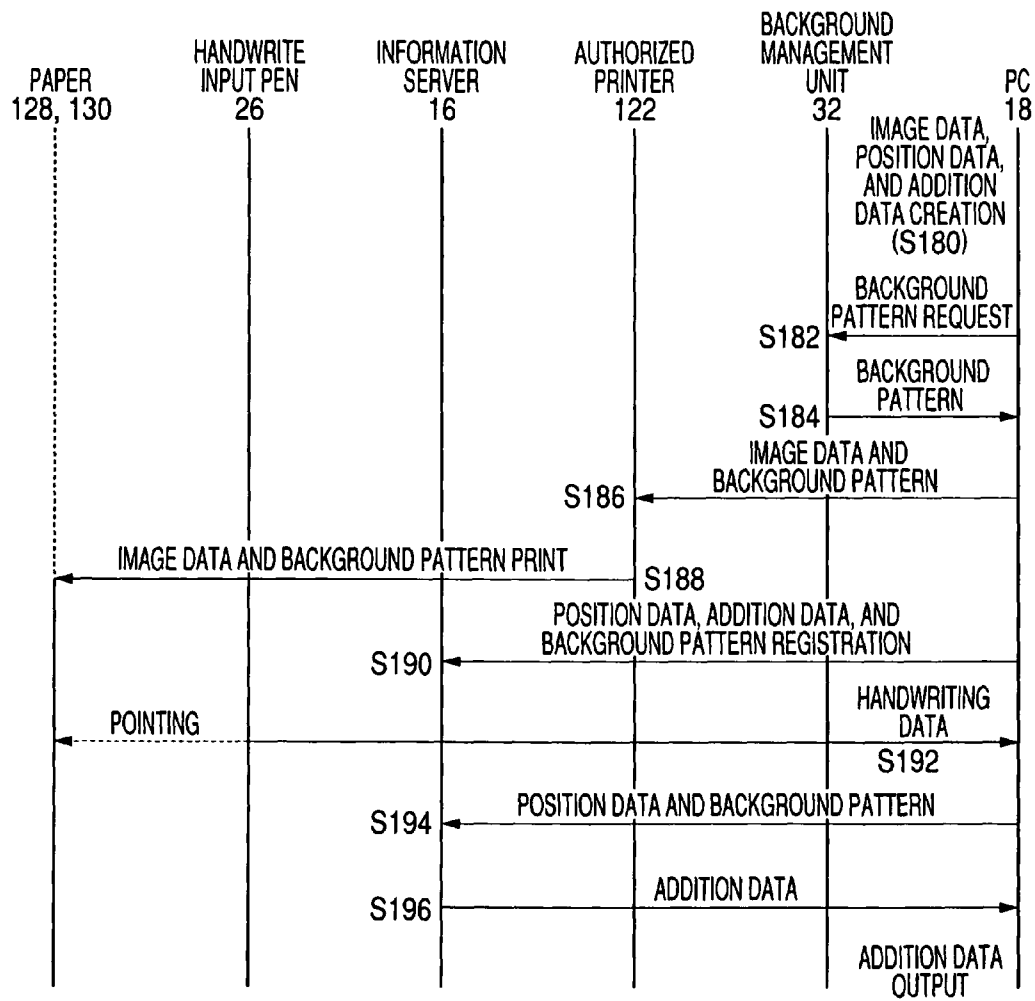 PAPER
128, 130
HANDWRITE
INPUT PEN
26
INFORMATION
SERVER
16
AUTHORIZED
PRINTER
122
BACKGROUND
MANAGEMENT
UNIT
32
PC
18
IMAGE DATA,
POSITION DATA,
AND ADDITION
DATA CREATION
(S180)
BACKGROUND
PATTERN REQUEST
S182
BACKGROUND
PATTERN
S184
IMAGE DATA AND
BACKGROUND PATTERN
S186
IMAGE DATA AND BACKGROUND PATTERN PRINT
S188
POSITION DATA, ADDITION DATA, AND
BACKGROUND PATTERN REGISTRATION
S190
POINTING
HANDWRITING
DATA
S192
POSITION DATA AND BACKGROUND PATTERN
S194
ADDITION DATA
S196
ADDITION DATA
OUTPUT